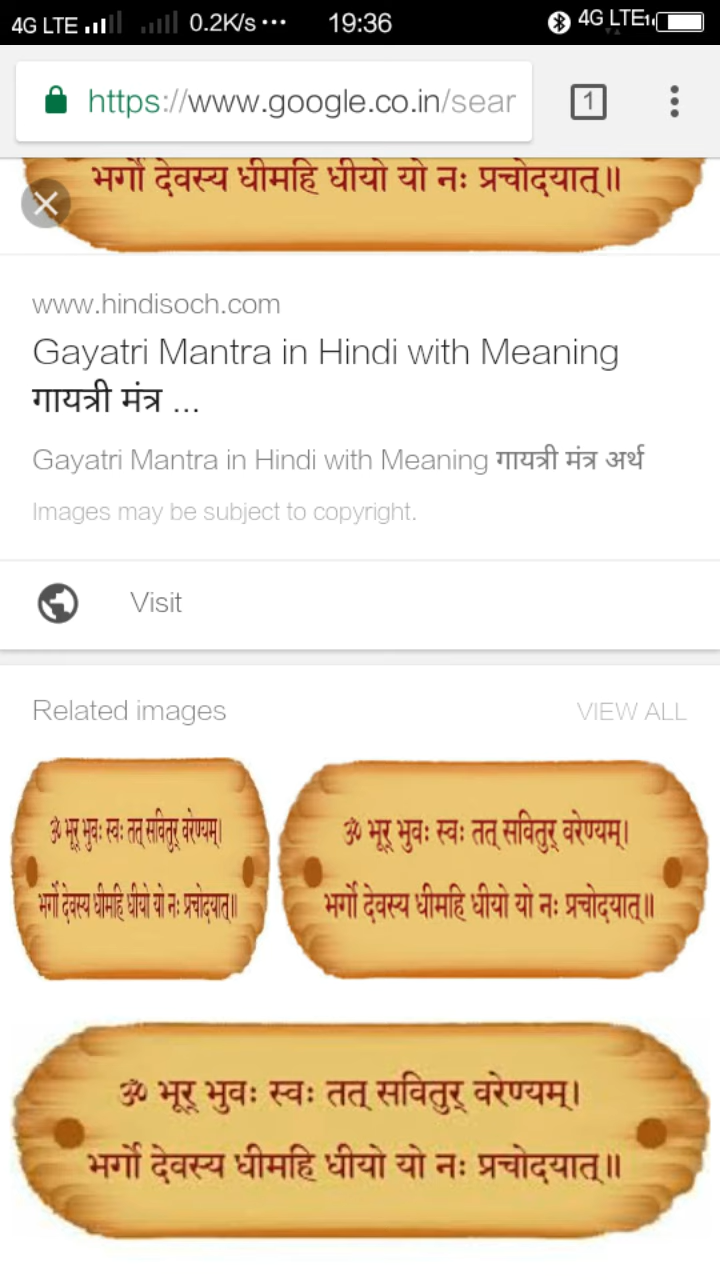 4G LTE 0.2K/s ••• 19:36 4G LTE
https://www.google.co.in/sear 1
भर्गो देवस्य धीमहि धीयो यो नः प्रचोदयात्॥
www.hindisoch.com
Gayatri Mantra in Hindi with Meaning
गायत्री मंत्र ...
Gayatri Mantra in Hindi with Meaning गायत्री मंत्र अर्थ
Images may be subject to copyright.
Visit
Related images VIEW ALL
ॐ भूर् भुवः स्वः तत् सवितुर् वरेण्यम्।
भर्गो देवस्य धीमहि धीयो यो नः प्रचोदयात्॥
ॐ भूर् भुवः स्वः तत् सवितुर् वरेण्यम्।
भर्गो देवस्य धीमहि धीयो यो नः प्रचोदयात्॥
ॐ भूर् भुवः स्वः तत् सवितुर् वरेण्यम्।
भर्गो देवस्य धीमहि धीयो यो नः प्रचोदयात्॥